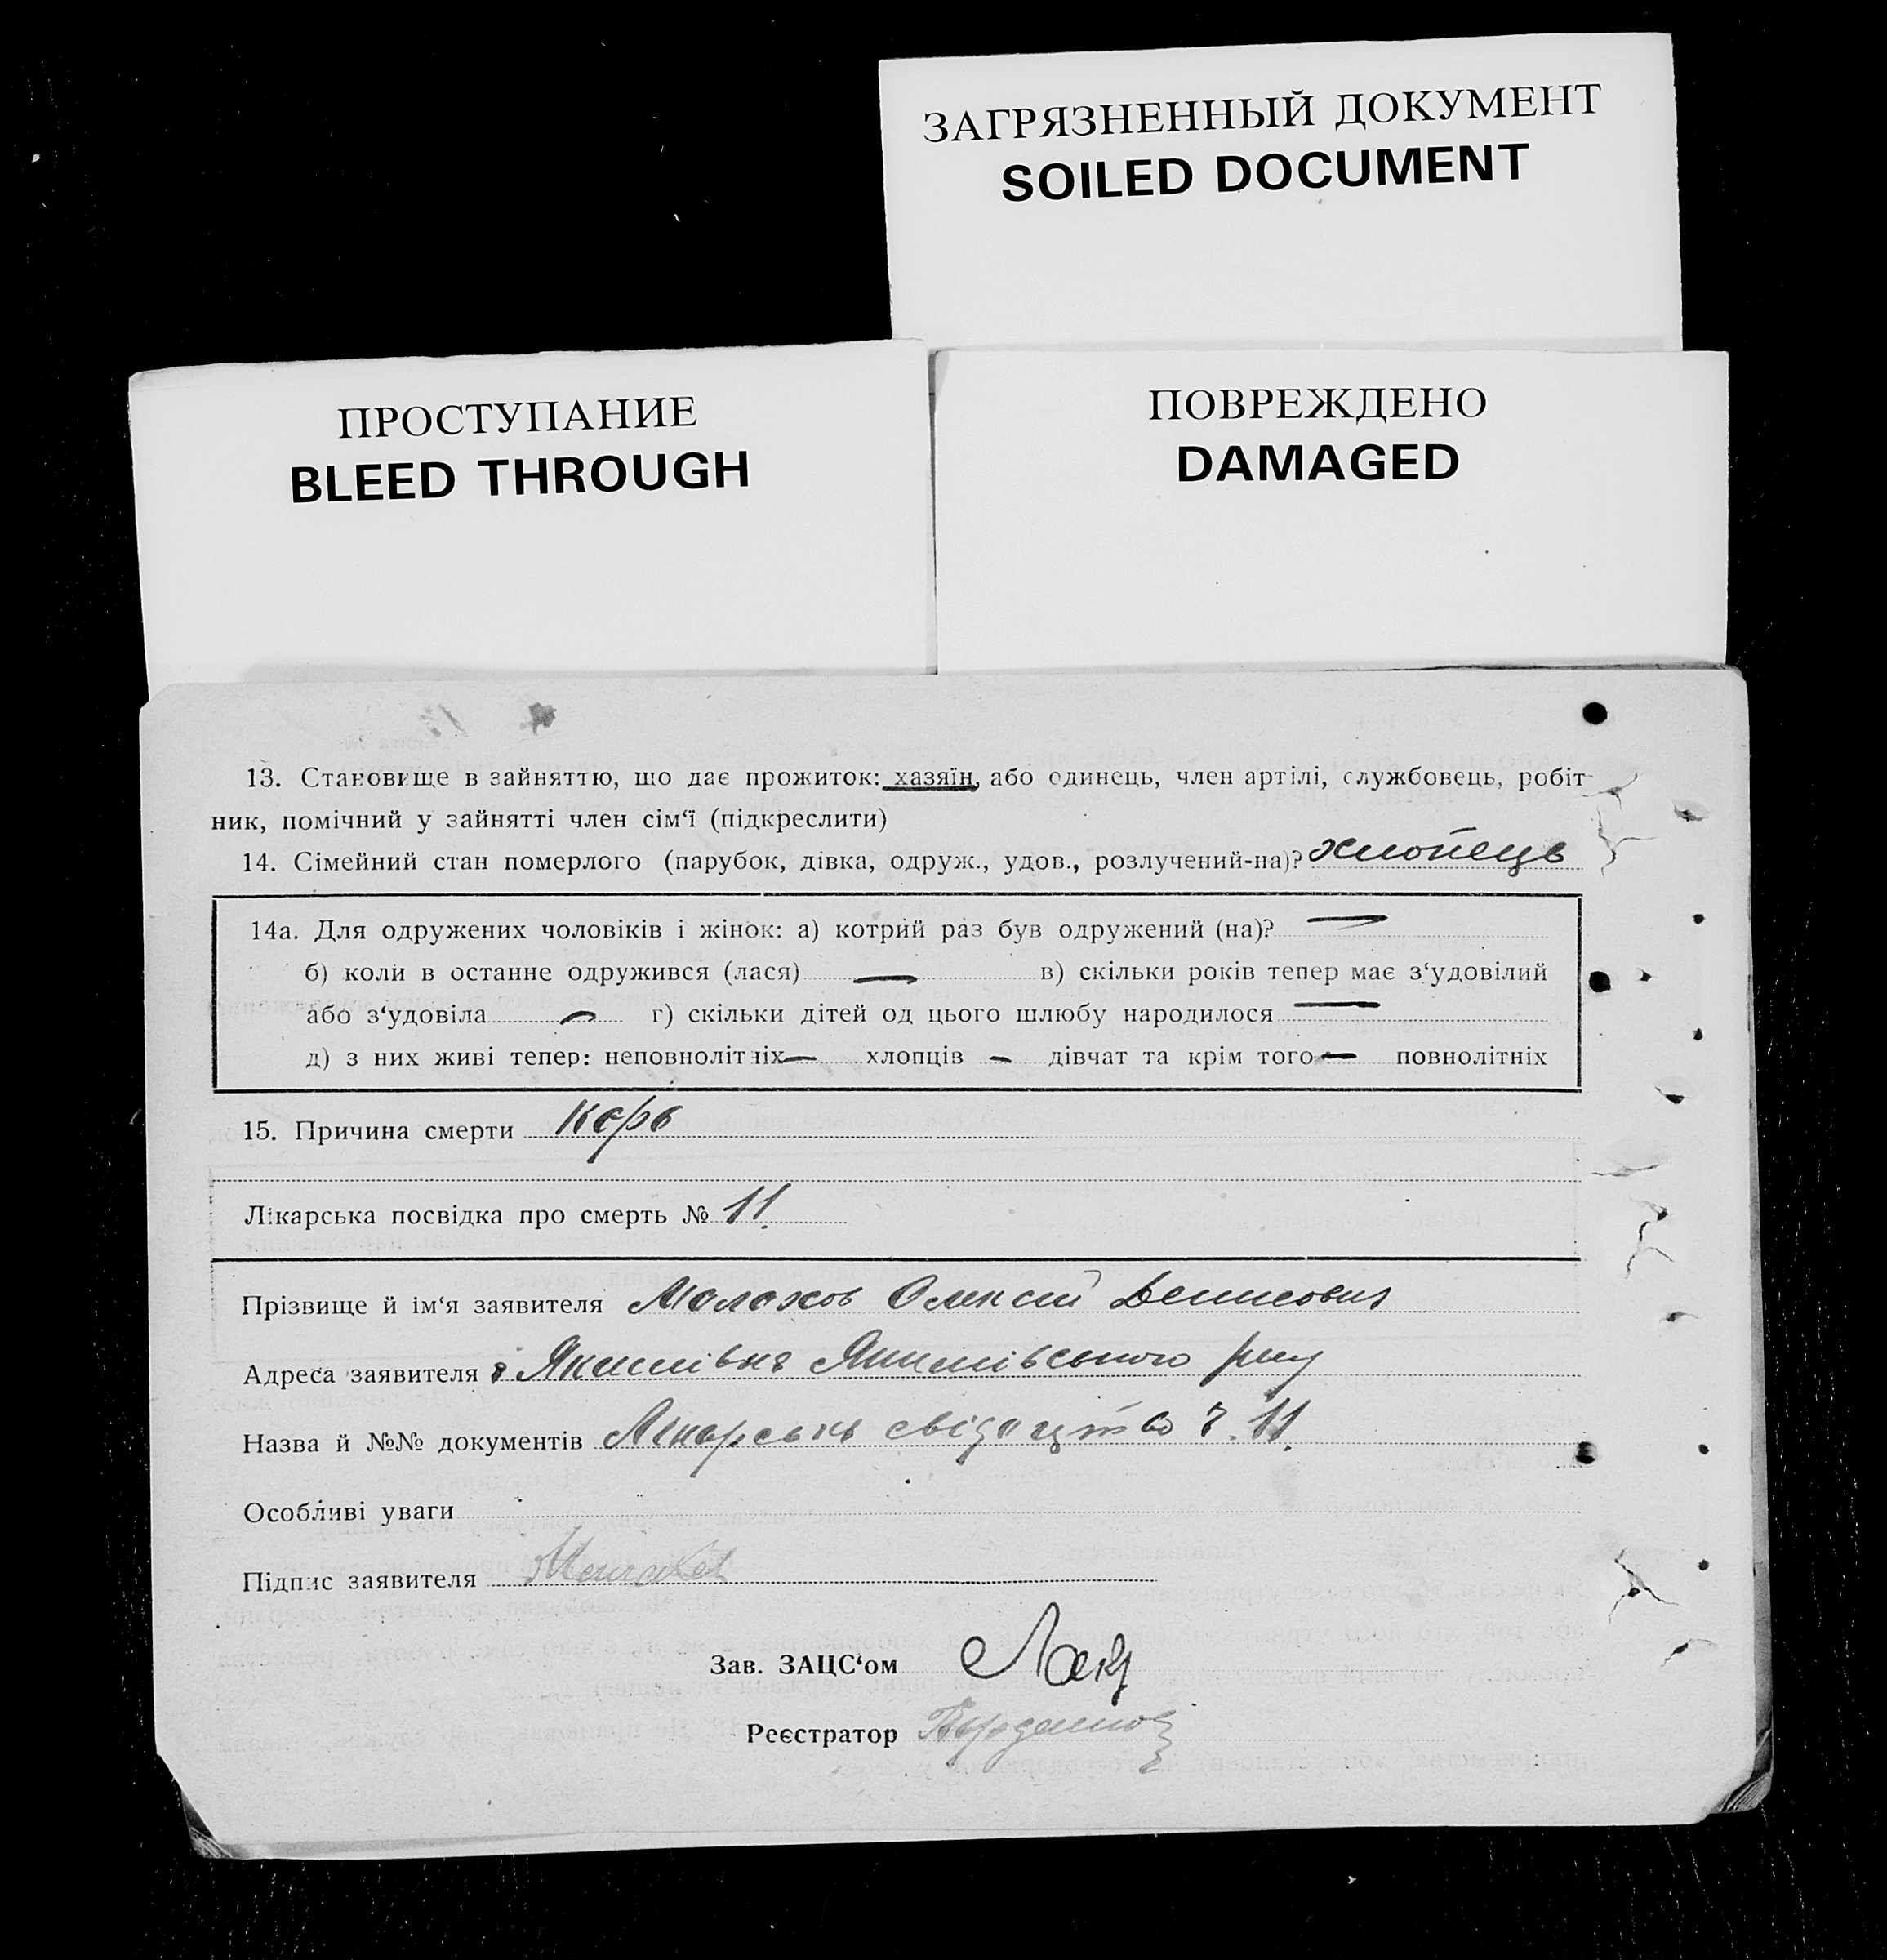 ЗАГРЯЗНЕННЫЙ ДОКУМЕНТ
SOILED DOCUMENT
ПРОСТУПАНИЕ
BLEED THROUGH
ПОВРЕЖДЕНО
DAMAGED
13. Становище в зайняттю, що дає прожиток: хазяїн, або одинець, член артілі, службовець, робіт-
ник, помічний у зайнятті член сім‘ї (підкреслити)
14. Сімейний стан померлого (парубок, дівка, одруж., удов., розлучений-на)? хлопець
14а. Для одружених чоловіків і жінок: а) котрий раз був одружений (на)? —
б) коли в останне одружився (лася) — в) скільки років тепер має з‘удовілий
або з‘удовіла — г) скільки дітей од цього шлюбу народилося —
д) з них живі тепер: неповнолітніх — хлопців — дівчат та крім того — повнолітніх
15. Причина смерти Корь
Лікарська посвідка про смерть № 11.
Прізвище й ім‘я заявителя Малахов Олексій Денисович
Адреса заявителя Якимівка Якимівського р-ну
Назва й №№ документів Лікарське свідоцтво ч. 11.
Особливі уваги
Підпис заявителя
Зав. ЗАЦС‘ом
Реєстратор